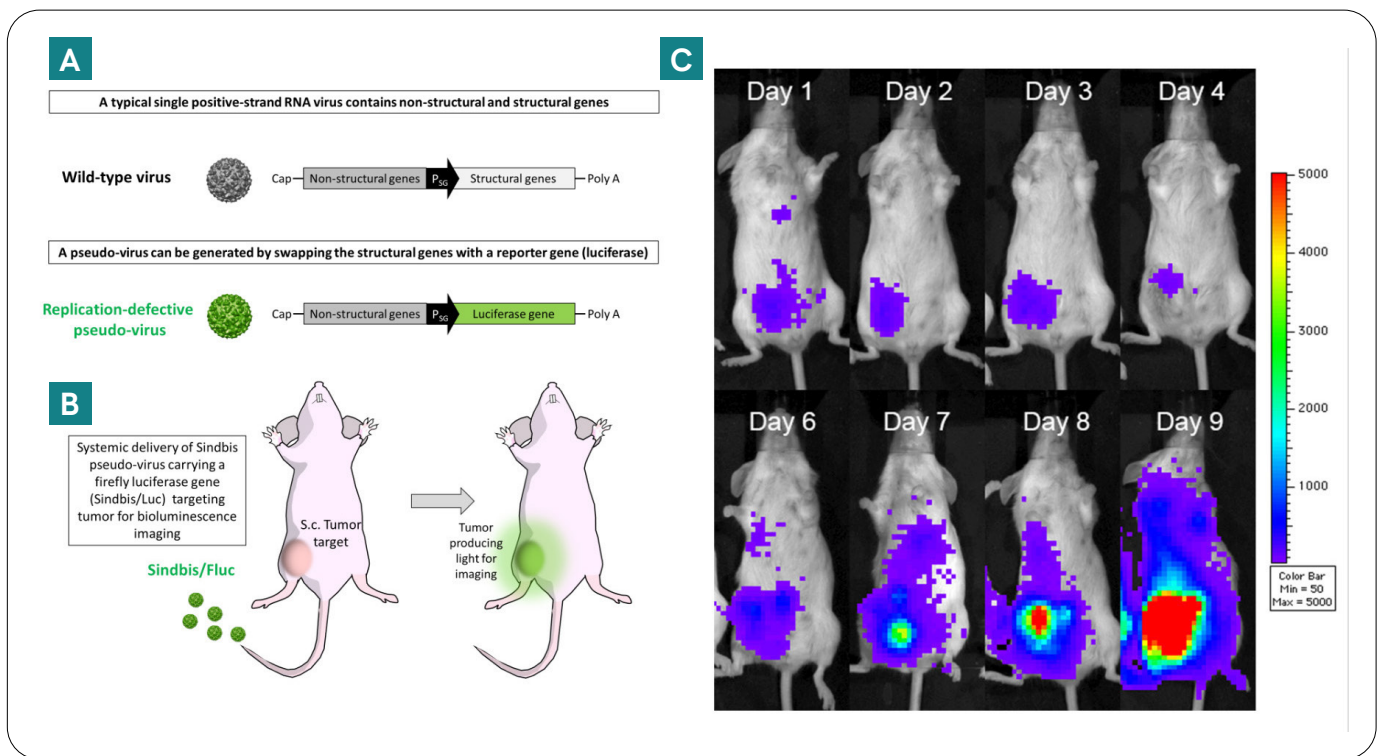 A
A typical single positive-strand RNA virus contains non-structural and structural genes
Wild-type virus
Cap
Non-structural genes
PSG
Structural genes
Poly A
A pseudo-virus can be generated by swapping the structural genes with a reporter gene (luciferase)
Replication-defective
pseudo-virus
Cap
Non-structural genes
PSG
Luciferase gene
Poly A
B
Systemic delivery of Sindbis
pseudo-virus carrying a
firefly luciferase gene
(Sindbis/Luc) targeting
tumor for bioluminescence
imaging
Sindbis/Fluc
S.c. Tumor
target
Tumor
producing
light for
imaging
C
Day 1
Day 2
Day 3
Day 4
Day 6
Day 7
Day 8
Day 9
5000
4000
3000
2000
1000
Color Bar
Min = 50
Max = 5000